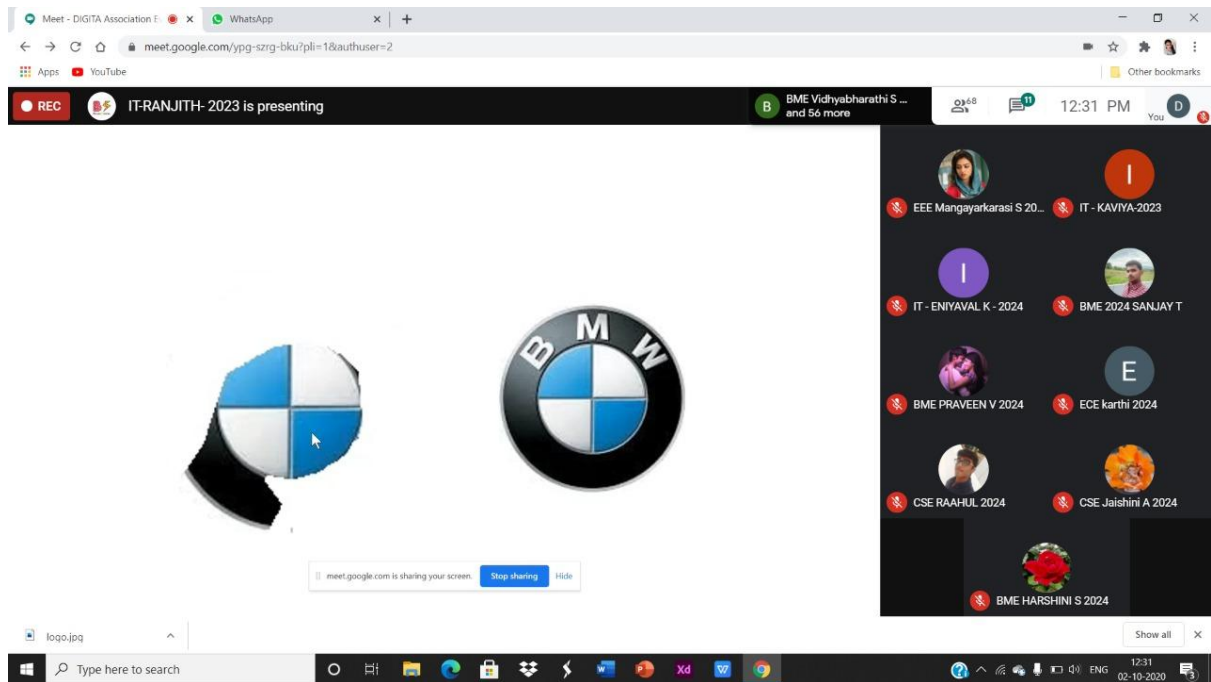 Meet - DIGITA Association E
WhatsApp
meet.google.com/ypg-szrg-bku?pli=1&authuser=2
Apps
YouTube
Other bookmarks
REC
IT-RANJITH- 2023 is presenting
B
BME Vidhyabharathi S ...
and 56 more
68
11
12:31 PM
You
D
EEE Mangayarkarasi S 20...
I
IT - KAVIYA-2023
I
IT - ENIYAVAL K - 2024
BME 2024 SANJAY T
BMW
BME PRAVEEN V 2024
E
ECE karthi 2024
CSE RAAHUL 2024
CSE Jaishini A 2024
meet.google.com is sharing your screen.
Stop sharing
Hide
BME HARSHINI S 2024
logo.jpg
Show all
Type here to search
W
P
Xd
W
ENG
12:31
02-10-2020
3